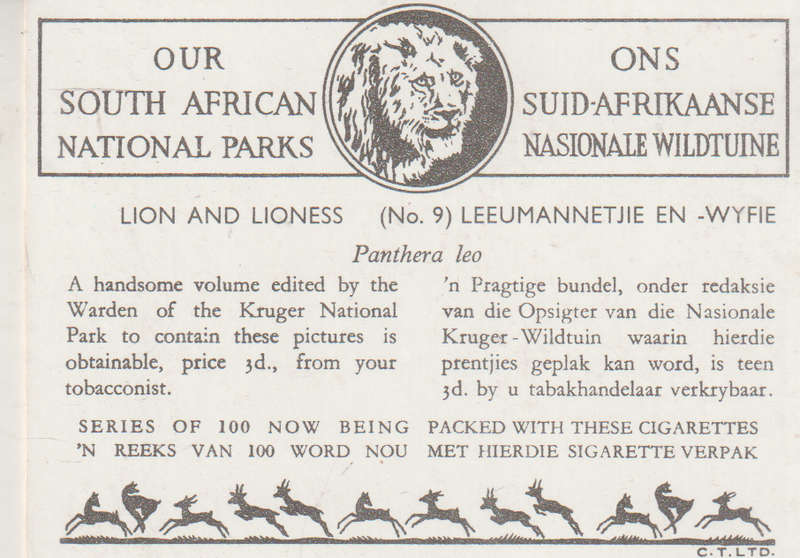 OUR
SOUTH AFRICAN
NATIONAL PARKS
ONS
SUID-AFRIKAANSE
NASIONALE WILDTUINE
LION AND LIONESS (No. 9) LEEUMANNETJIE EN -WYFIE
Panthera leo
A handsome volume edited by the
Warden of the Kruger National
Park to contain these pictures is
obtainable, price 3d., from your
tobacconist.
'n Pragtige bundel, onder redaksie
van die Opsigter van die Nasionale
Kruger-Wildtuin waarin hierdie
prentjies geplak kan word, is teen
3d. by u tabakhandelaar verkrybaar.
SERIES OF 100 NOW BEING PACKED WITH THESE CIGARETTES
'N REEKS VAN 100 WORD NOU MET HIERDIE SIGARETTE VERPAK
C.T. LTD.